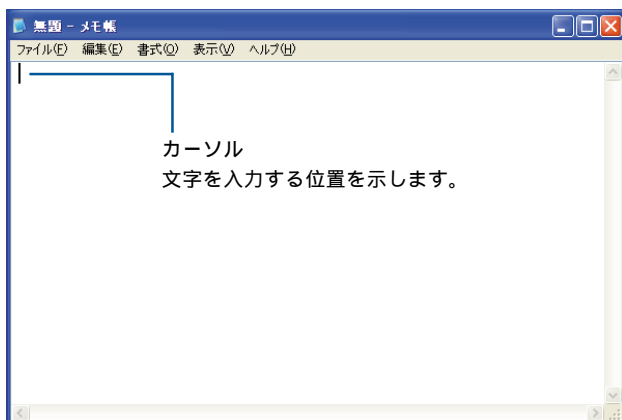 無題 - メモ帳
ファイル(F) 編集(E) 書式(O) 表示(V) ヘルプ(H)
カーソル
文字を入力する位置を示します。